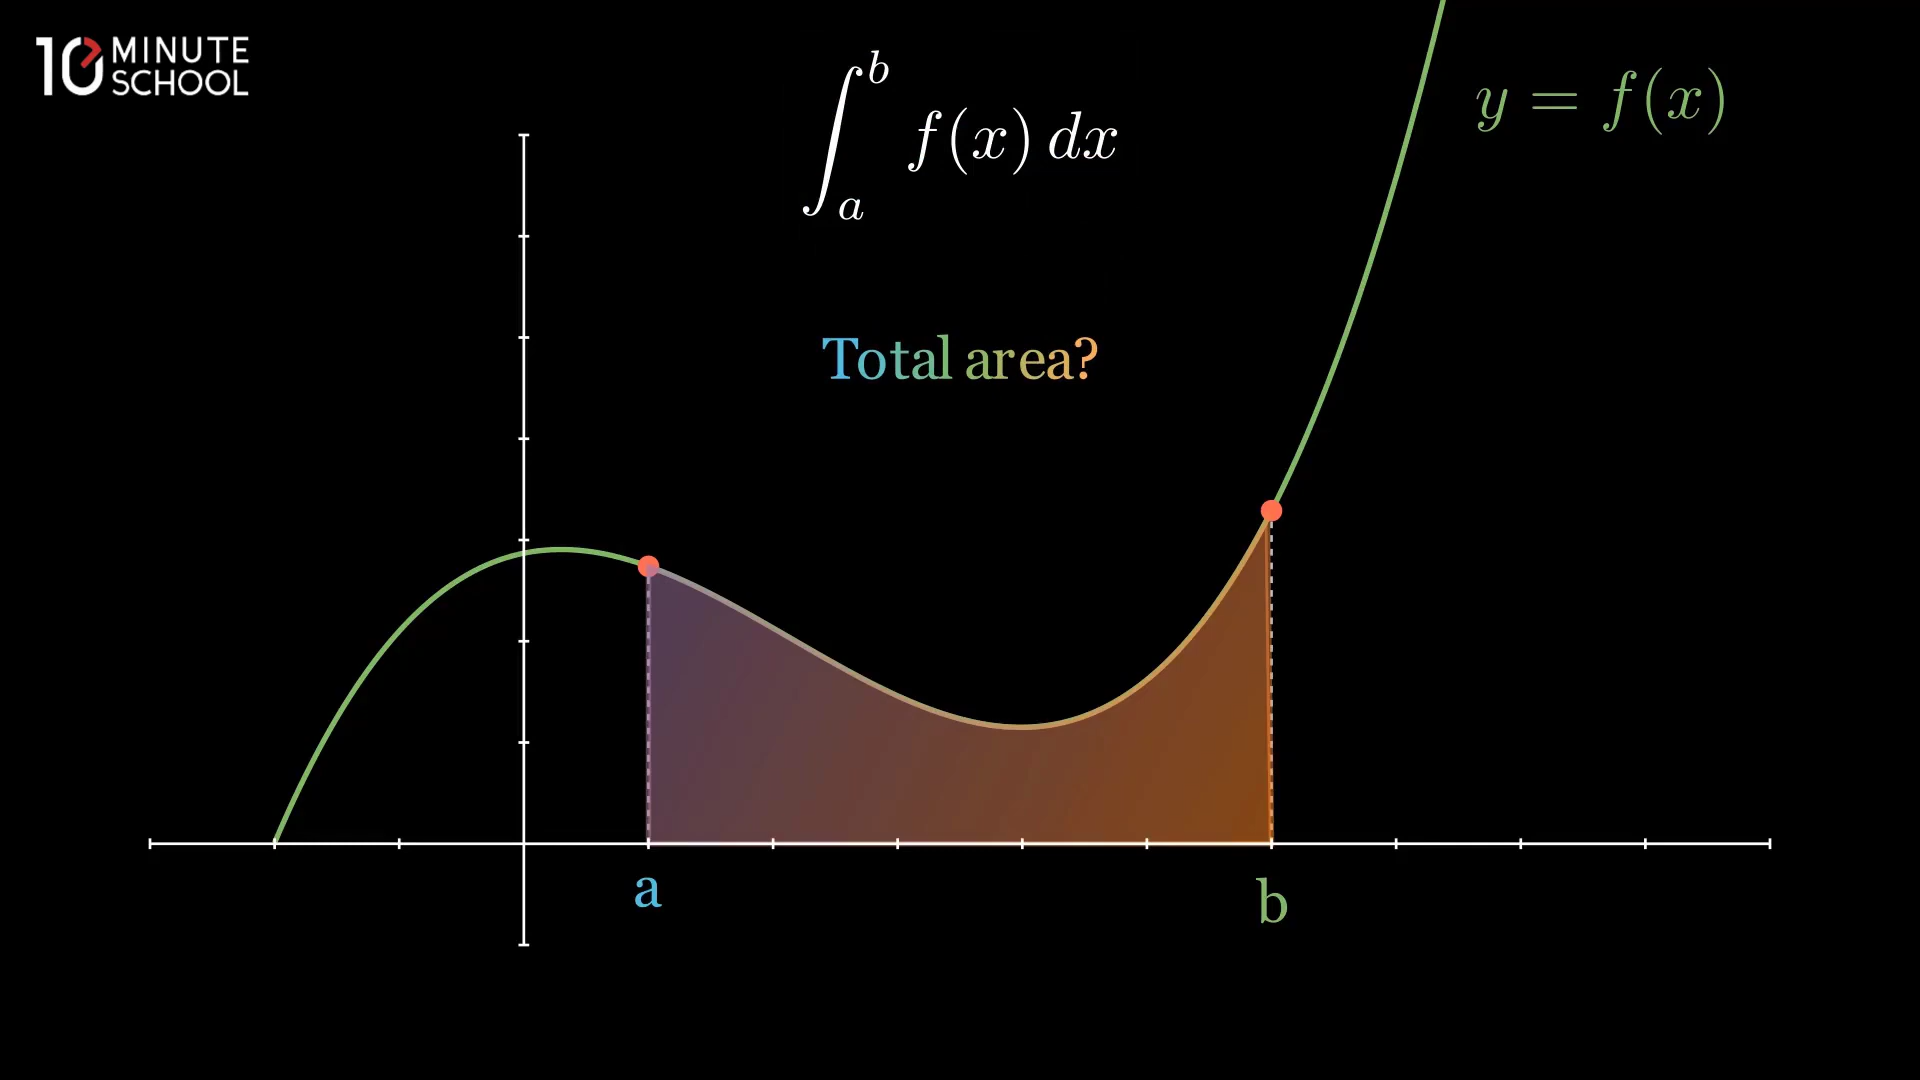 10 MINUTE
SCHOOL
∫_a^b f(x) dx
y = f(x)
Total area?
a
b